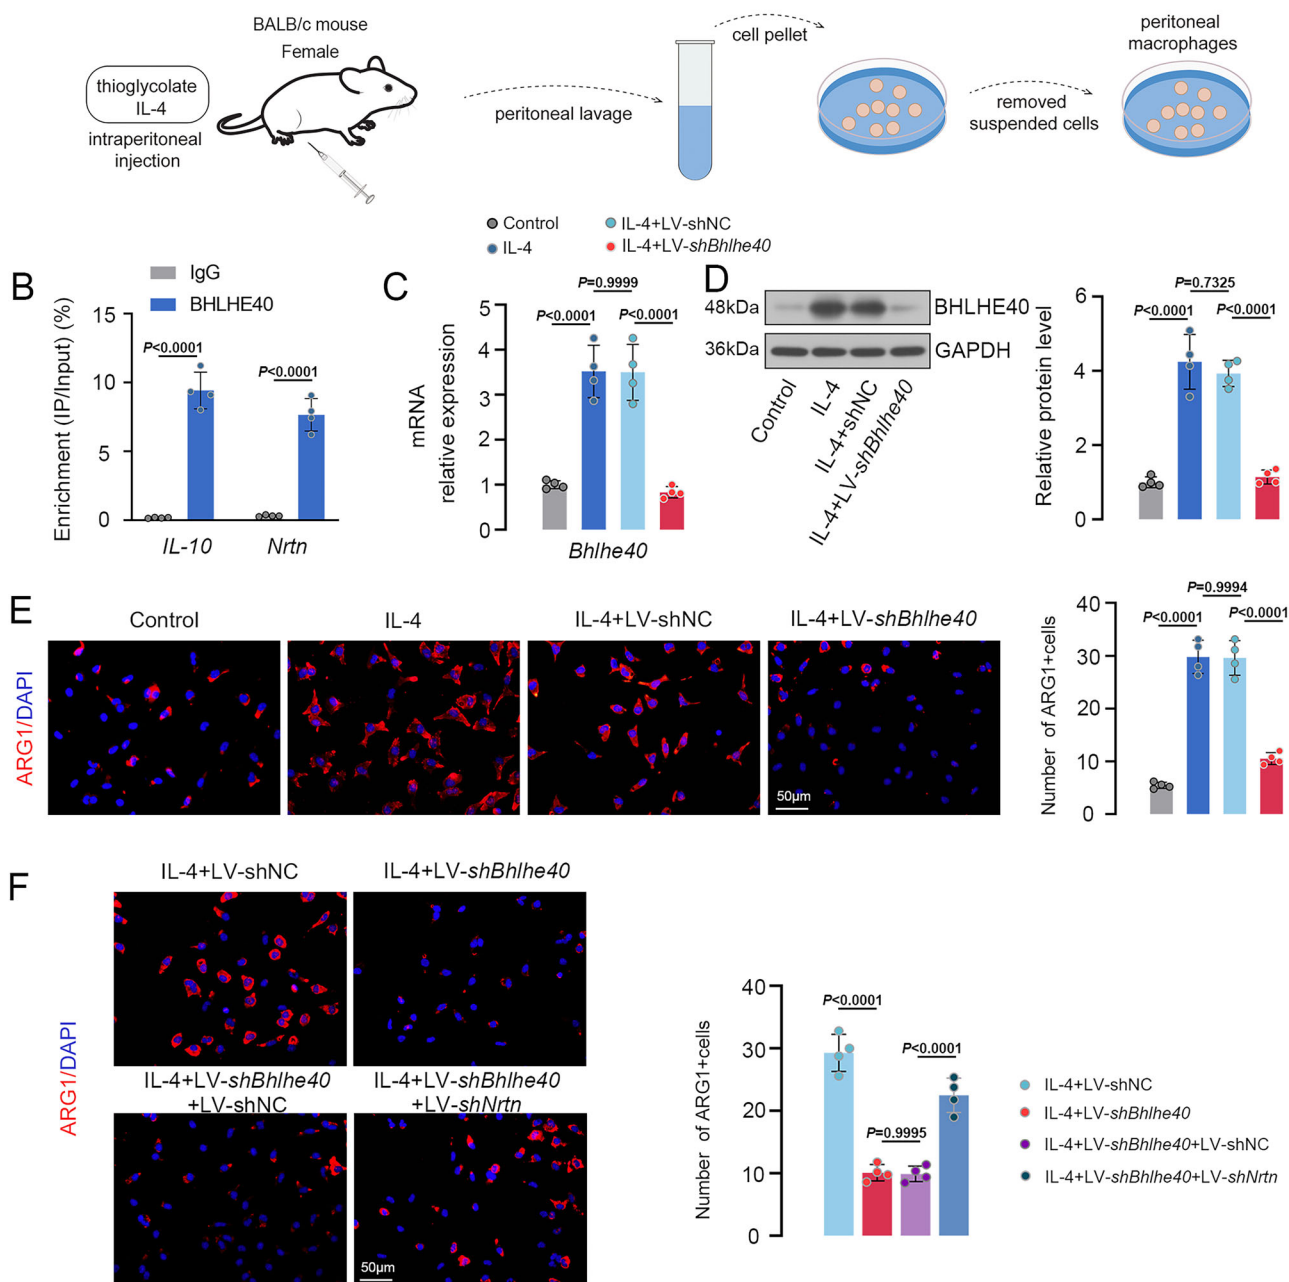 BALB/c mouse
Female
thioglycolate
IL-4
intraperitoneal
injection
peritoneal lavage
cell pellet
removed
suspended cells
peritoneal
macrophages
Control
IL-4
IL-4+LV-shNC
IL-4+LV-shBhlhe40
B
IgG
BHLHE40
Enrichment (IP/Input) (%)
15
10
5
0
P<0.0001
P<0.0001
IL-10
Nrtn
C
mRNA
relative expression
5
4
3
2
1
0
P<0.0001
P=0.9999
P<0.0001
Bhlhe40
D
48kDa
BHLHE40
36kDa
GAPDH
Control
IL-4
IL-4+shNC
IL-4+LV-shBhlhe40
Relative protein level
6
4
2
0
P<0.0001
P=0.7325
P<0.0001
E
ARG1/DAPI
Control
IL-4
IL-4+LV-shNC
IL-4+LV-shBhlhe40
50μm
Number of ARG1+cells
40
30
20
10
0
P<0.0001
P=0.9994
P<0.0001
F
ARG1/DAPI
IL-4+LV-shNC
IL-4+LV-shBhlhe40
IL-4+LV-shBhlhe40
+LV-shNC
IL-4+LV-shBhlhe40
+LV-shNrtn
50μm
Number of ARG1+cells
40
30
20
10
0
P<0.0001
P=0.9995
P<0.0001
IL-4+LV-shNC
IL-4+LV-shBhlhe40
IL-4+LV-shBhlhe40+LV-shNC
IL-4+LV-shBhlhe40+LV-shNrtn